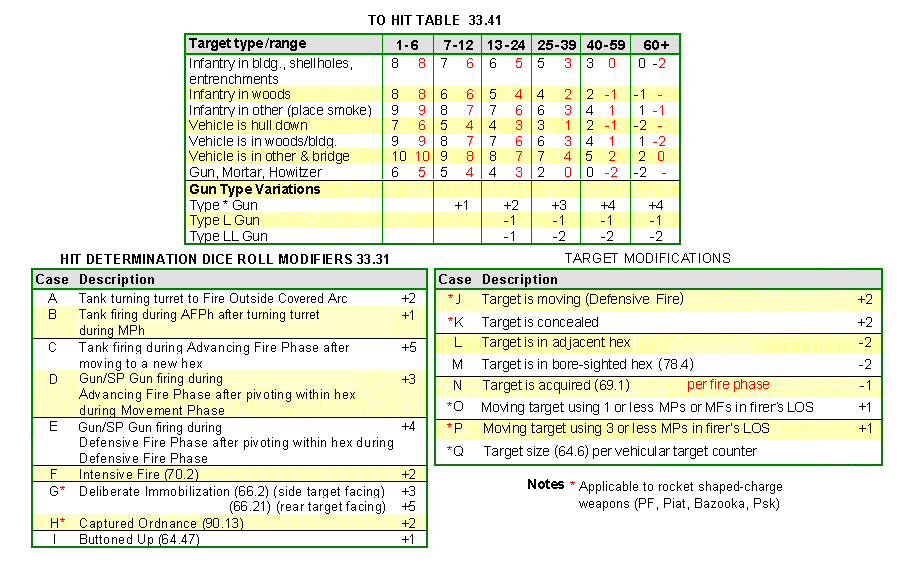 TO HIT TABLE 33.41
Target type/range 1-6 7-12 13-24 25-39 40-59 60+
Infantry in bldg., shellholes, 8 8 7 6 6 5 5 3 3 0 0 -2
entrenchments
Infantry in woods 8 8 6 6 5 4 4 2 2 -1 -1 -
Infantry in other (place smoke) 9 9 8 7 7 6 6 3 4 1 1 -1
Vehicle is hull down 7 6 5 4 4 3 3 1 2 -1 -2 -
Vehicle is in woods/bldg. 9 9 8 7 7 6 6 3 4 1 1 -2
Vehicle is in other & bridge 10 10 9 8 8 7 7 4 5 2 2 0
Gun, Mortar, Howitzer 6 5 5 4 4 3 2 0 0 -2 -2 -
Gun Type Variations
Type * Gun +1 +2 +3 +4 +4
Type L Gun -1 -1 -1 -1
Type LL Gun -1 -2 -2 -2
HIT DETERMINATION DICE ROLL MODIFIERS 33.31
Case Description
A Tank turning turret to Fire Outside Covered Arc +2
B Tank firing during AFPh after turning turret +1
during MPh
C Tank firing during Advancing Fire Phase after +5
moving to a new hex
D Gun/SP Gun firing during +3
Advancing Fire Phase after pivoting within hex
during Movement Phase
E Gun/SP Gun firing during +4
Defensive Fire Phase after pivoting within hex during
Defensive Fire Phase
F Intensive Fire (70.2) +2
G* Deliberate Immobilization (66.2) (side target facing) +3
(66.21) (rear target facing) +5
H* Captured Ordnance (90.13) +2
I Buttoned Up (64.47) +1
TARGET MODIFICATIONS
Case Description
*J Target is moving (Defensive Fire) +2
*K Target is concealed +2
L Target is in adjacent hex -2
M Target is in bore-sighted hex (78.4) -2
N Target is acquired (69.1) per fire phase -1
*O Moving target using 1 or less MPs or MFs in firer's LOS +1
*P Moving target using 3 or less MPs in firer's LOS +1
*Q Target size (64.6) per vehicular target counter
Notes * Applicable to rocket shaped-charge
weapons (PF, Piat, Bazooka, Psk)